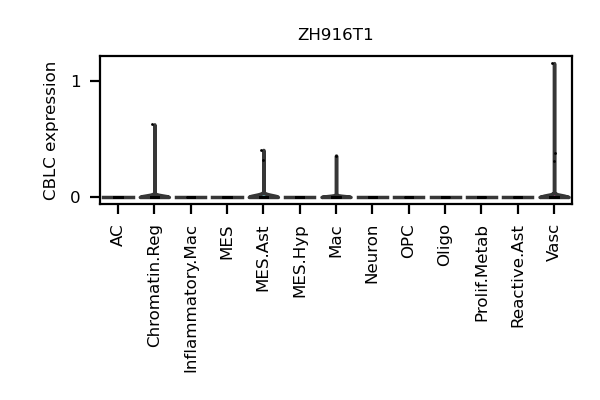 ZH916T1
CBLC expression
1
0
AC
Chromatin.Reg
Inflammatory.Mac
MES
MES.Ast
MES.Hyp
Mac
Neuron
OPC
Oligo
Prolif.Metab
Reactive.Ast
Vasc